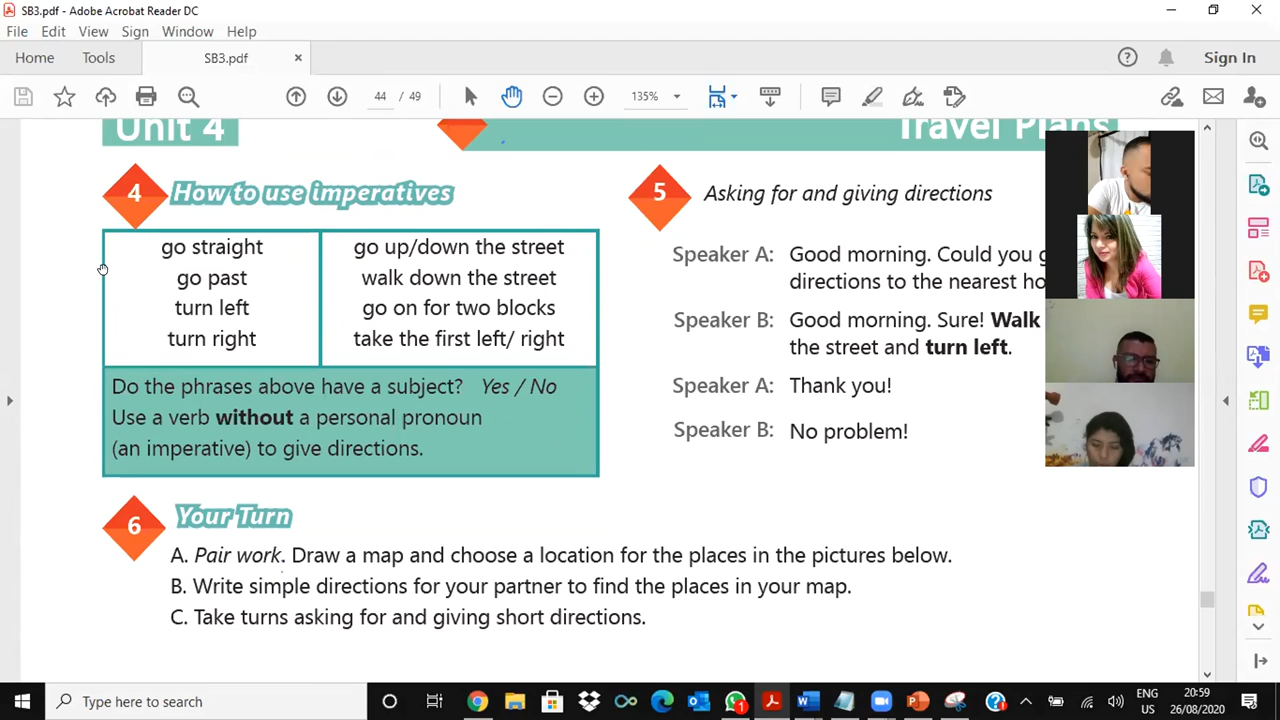 SB3.pdf - Adobe Acrobat Reader DC
File Edit View Sign Window Help
Home Tools SB3.pdf × Sign In
44 / 49 135%
Unit 4 Travel Plans
4 How to use imperatives
go straight
go past
turn left
turn right
go up/down the street
walk down the street
go on for two blocks
take the first left/ right
Do the phrases above have a subject? Yes / No
Use a verb without a personal pronoun
(an imperative) to give directions.
5 Asking for and giving directions
Speaker A: Good morning. Could you g
directions to the nearest ho
Speaker B: Good morning. Sure! Walk
the street and turn left.
Speaker A: Thank you!
Speaker B: No problem!
6 Your Turn
A. Pair work. Draw a map and choose a location for the places in the pictures below.
B. Write simple directions for your partner to find the places in your map.
C. Take turns asking for and giving short directions.
Type here to search
ENG 20:59
US 26/08/2020